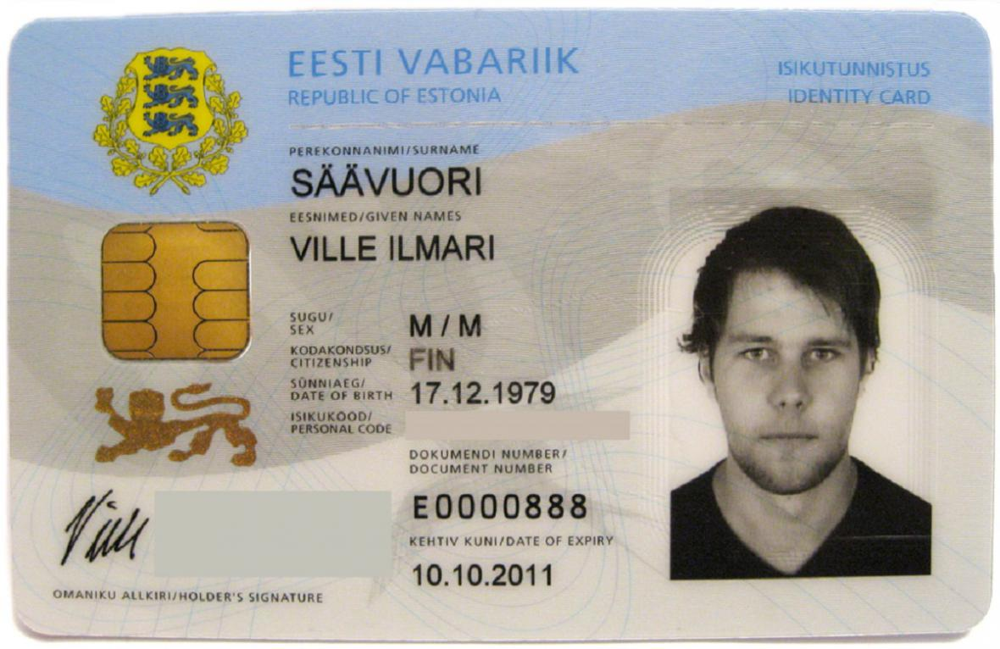 EESTI VABARIIK
REPUBLIC OF ESTONIA
ISIKUTUNNISTUS
IDENTITY CARD
PEREKONNANIMI/SURNAME
SÄÄVUORI
EESNIMED/GIVEN NAMES
VILLE ILMARI
SUGU/
SEX
M / M
KODAKONDSUS/
CITIZENSHIP
FIN
SÜNNIAEG/
DATE OF BIRTH
17.12.1979
ISIKUKOOD/
PERSONAL CODE
DOKUMENDI NUMBER/
DOCUMENT NUMBER
E0000888
KEHTIV KUNI/DATE OF EXPIRY
10.10.2011
Ville
OMANIKU ALLKIRI/HOLDER'S SIGNATURE